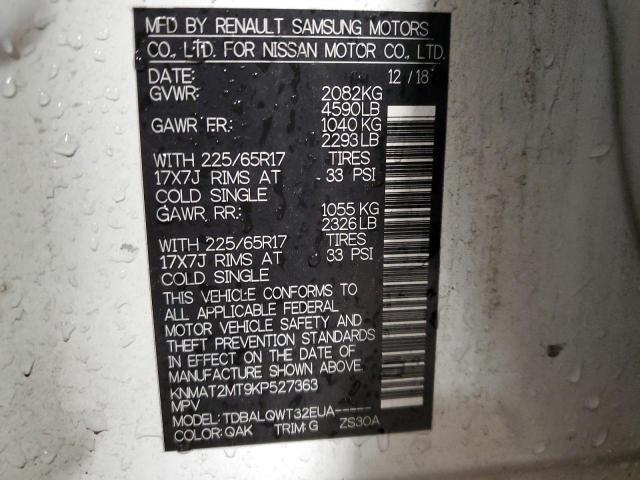 MFD BY RENAULT SAMSUNG MOTORS
CO., LTD. FOR NISSAN MOTOR CO., LTD.
DATE: 12 / 18
GVWR: 2082KG
4590LB
GAWR FR: 1040 KG
2293LB
WITH 225/65R17 TIRES
17X7J RIMS AT 33 PSI
COLD SINGLE
GAWR RR: 1055 KG
2326LB
WITH 225/65R17 TIRES
17X7J RIMS AT 33 PSI
COLD SINGLE
THIS VEHICLE CONFORMS TO
ALL APPLICABLE FEDERAL
MOTOR VEHICLE SAFETY AND
THEFT PREVENTION STANDARDS
IN EFFECT ON THE DATE OF
MANUFACTURE SHOWN ABOVE.
KNMAT2MT9KP527363
MPV
MODEL: TDBALQWT32EUA-----
COLOR: QAK TRIM: G ZS30A